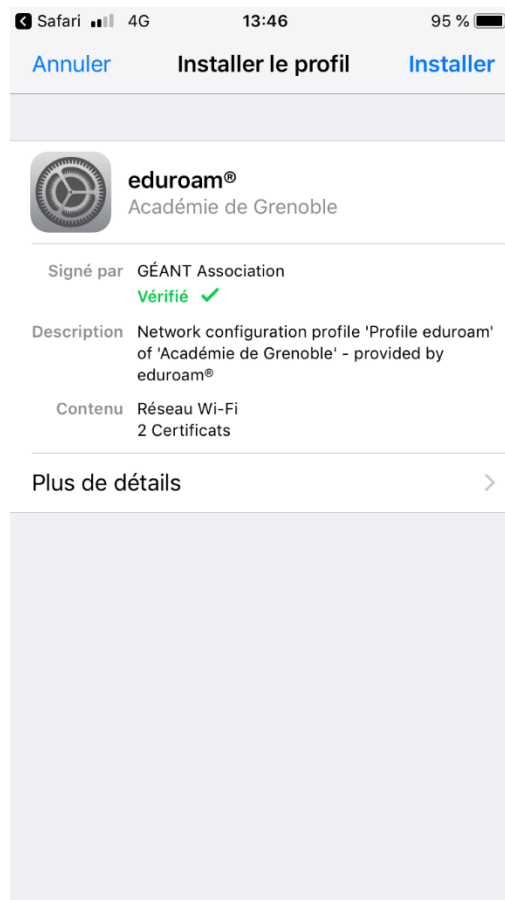 Safari 4G 13:46 95 %
Annuler Installer le profil Installer
eduroam®
Académie de Grenoble
Signé par GÉANT Association
Vérifié ✓
Description Network configuration profile 'Profile eduroam'
of 'Académie de Grenoble' - provided by
eduroam®
Contenu Réseau Wi-Fi
2 Certificats
Plus de détails